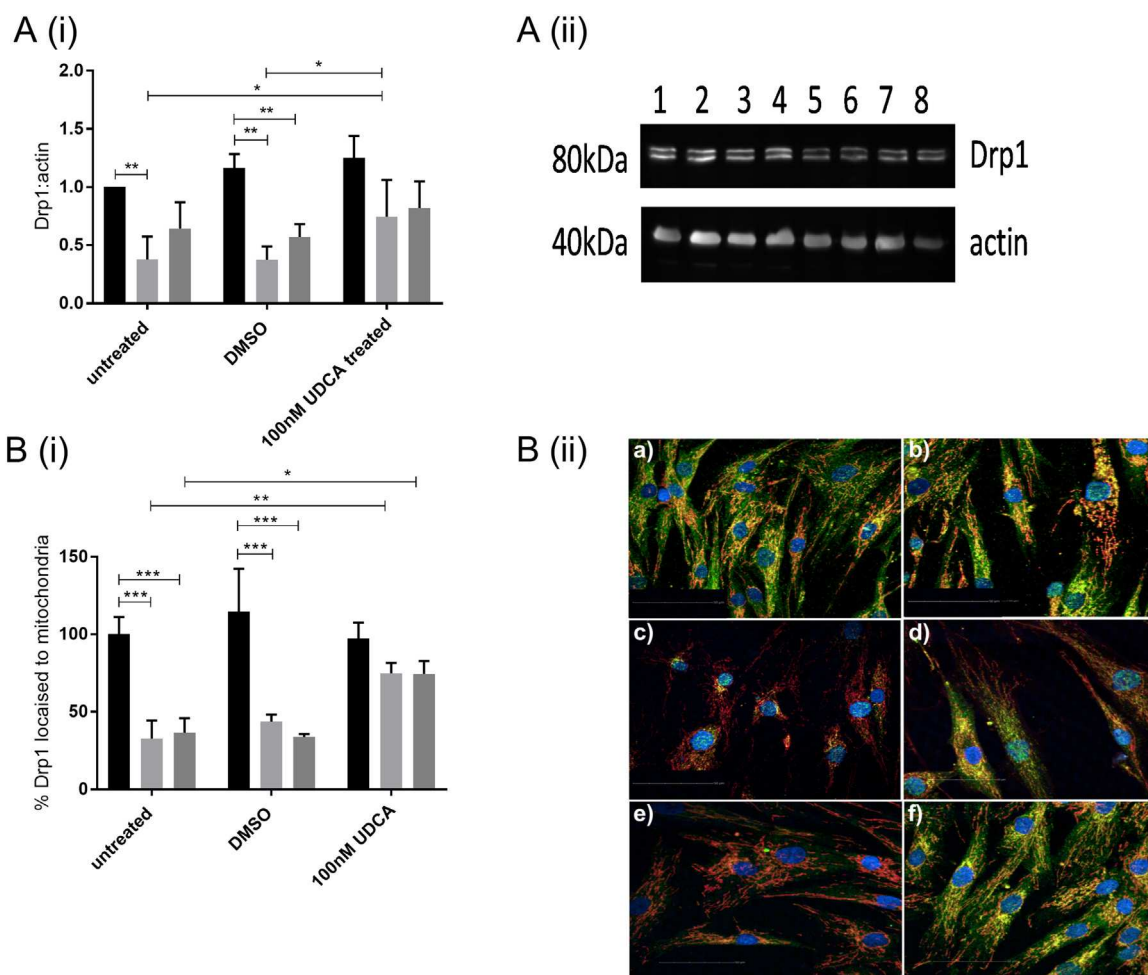 A (i)
Drp1:actin
2.0
1.5
1.0
0.5
0.0
*
*
**
**
**
untreated
DMSO
100nM UDCA treated
A (ii)
1 2 3 4 5 6 7 8
80kDa
Drp1
40kDa
actin
B (i)
% Drp1 locaised to mitochondria
150
100
50
0
*
**
***
***
***
***
untreated
DMSO
100nM UDCA
B (ii)
a)
b)
c)
d)
e)
f)